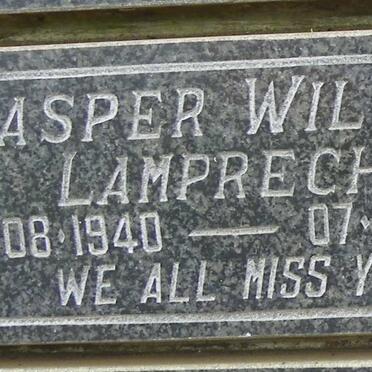 ASPER WIL
LAMPRECH
08·1940 — 07·
WE ALL MISS Y